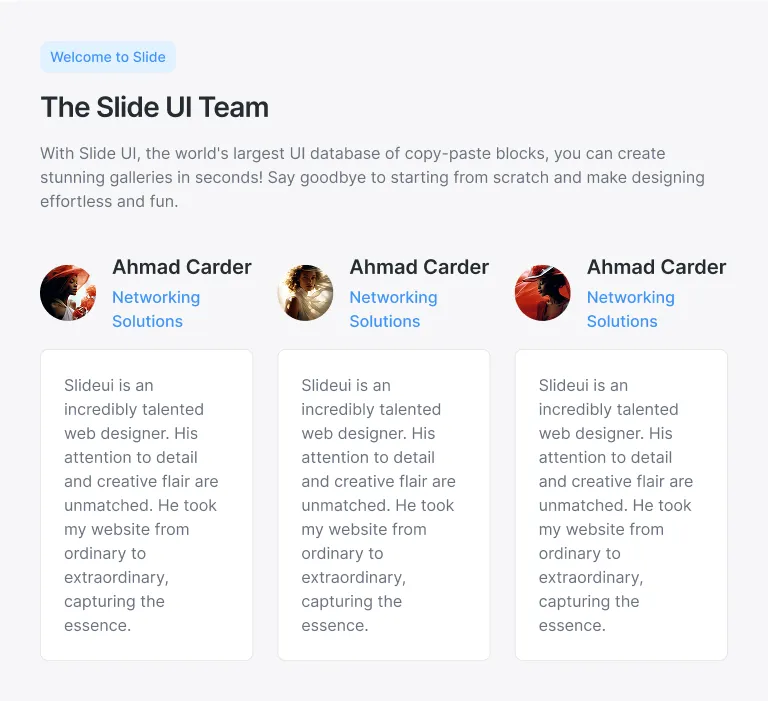 Welcome to Slide
The Slide UI Team
With Slide UI, the world's largest UI database of copy-paste blocks, you can create
stunning galleries in seconds! Say goodbye to starting from scratch and make designing
effortless and fun.
Ahmad Carder
Networking
Solutions
Slideui is an
incredibly talented
web designer. His
attention to detail
and creative flair are
unmatched. He took
my website from
ordinary to
extraordinary,
capturing the
essence.
Ahmad Carder
Networking
Solutions
Slideui is an
incredibly talented
web designer. His
attention to detail
and creative flair are
unmatched. He took
my website from
ordinary to
extraordinary,
capturing the
essence.
Ahmad Carder
Networking
Solutions
Slideui is an
incredibly talented
web designer. His
attention to detail
and creative flair are
unmatched. He took
my website from
ordinary to
extraordinary,
capturing the
essence.